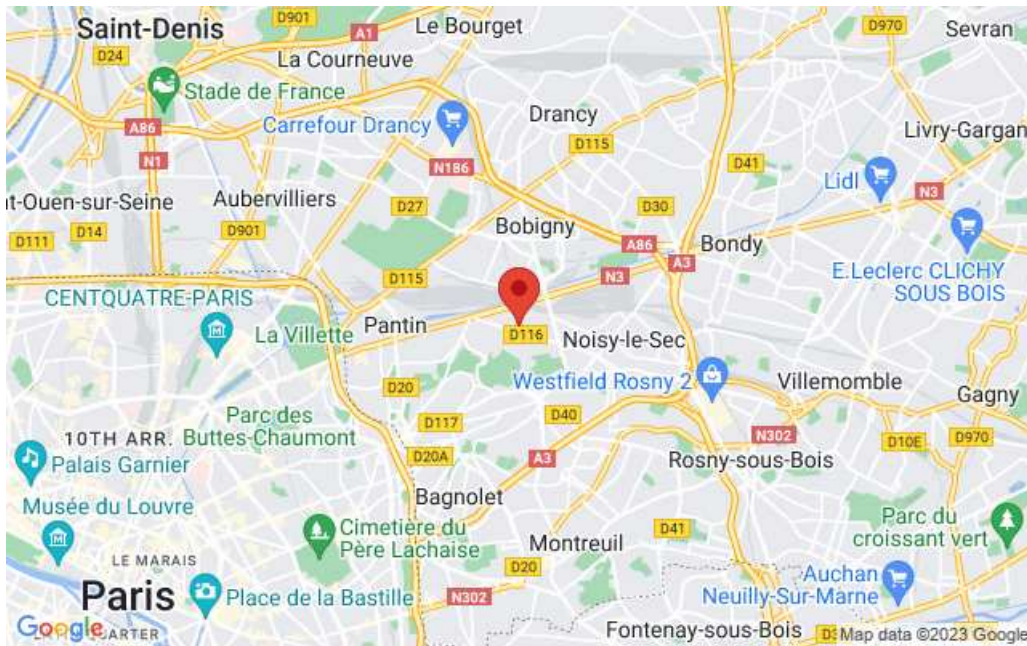 D901
D970
Sevran
Saint-Denis
Le Bourget
A1
D24
La Courneuve
Stade de France
Drancy
Carrefour Drancy
A86
D115
Livry-Gargan
N1
N186
D41
Lidl
N3
t-Ouen-sur-Seine
Aubervilliers
D27
D30
D111
D14
D901
Bobigny
A86
Bondy
A3
D115
N3
E.Leclerc CLICHY
SOUS BOIS
CENTQUATRE-PARIS
La Villette
Pantin
D116
Noisy-le-Sec
Westfield Rosny 2
Villemomble
D20
Gagny
Parc des
Buttes-Chaumont
D117
D40
10TH ARR.
D20A
A3
N302
D10E
D970
Palais Garnier
Rosny-sous-Bois
Bagnolet
Musée du Louvre
Cimetière du
Père Lachaise
D41
Parc du
croissant vert
Montreuil
LE MARAIS
D20
Auchan
Neuilly-Sur-Marne
Paris
Place de la Bastille
N302
Google
Fontenay-sous-Bois
Map data ©2023 Google